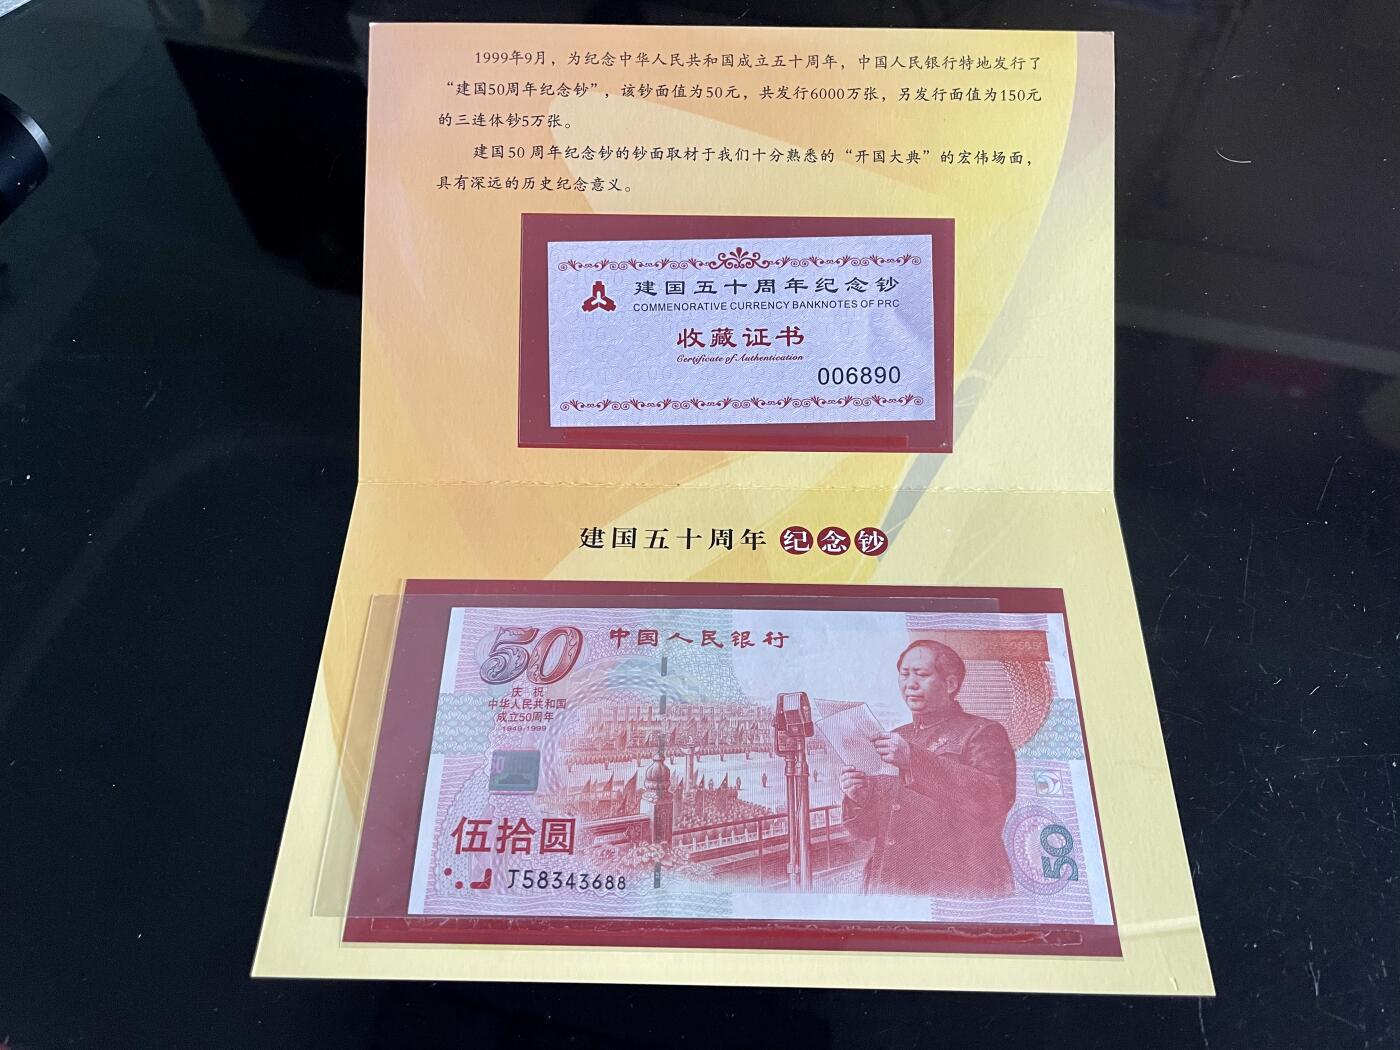 1999年9月，为纪念中华人民共和国成立五十周年，中国人民银行特地发行了
“建国50周年纪念钞”，该钞面值为50元，共发行6000万张，另发行面值为150元
的三连体钞5万张。
建国50 周年纪念钞的钞面取材于我们十分熟悉的“开国大典”的宏伟场面，
具有深远的历史纪念意义。
建国五十周年纪念钞
COMMENORATIVE CURRENCY BANKNOTES OF PRC
收藏证书
Certificate of Authentication
006890
建国五十周年 纪念钞
50
中国人民银行
庆祝
中华人民共和国
成立50周年
1949-1999
50
伍拾圆
J58343688
50